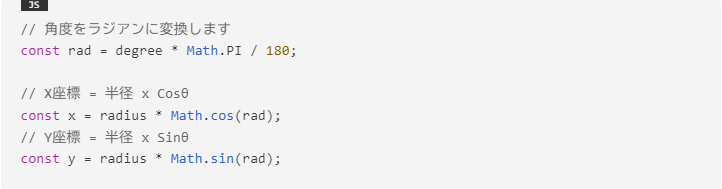 JS
// 角度をラジアンに変換します
const rad = degree * Math.PI / 180;
// X座標 = 半径 x Cosθ
const x = radius * Math.cos(rad);
// Y座標 = 半径 x Sinθ
const y = radius * Math.sin(rad);